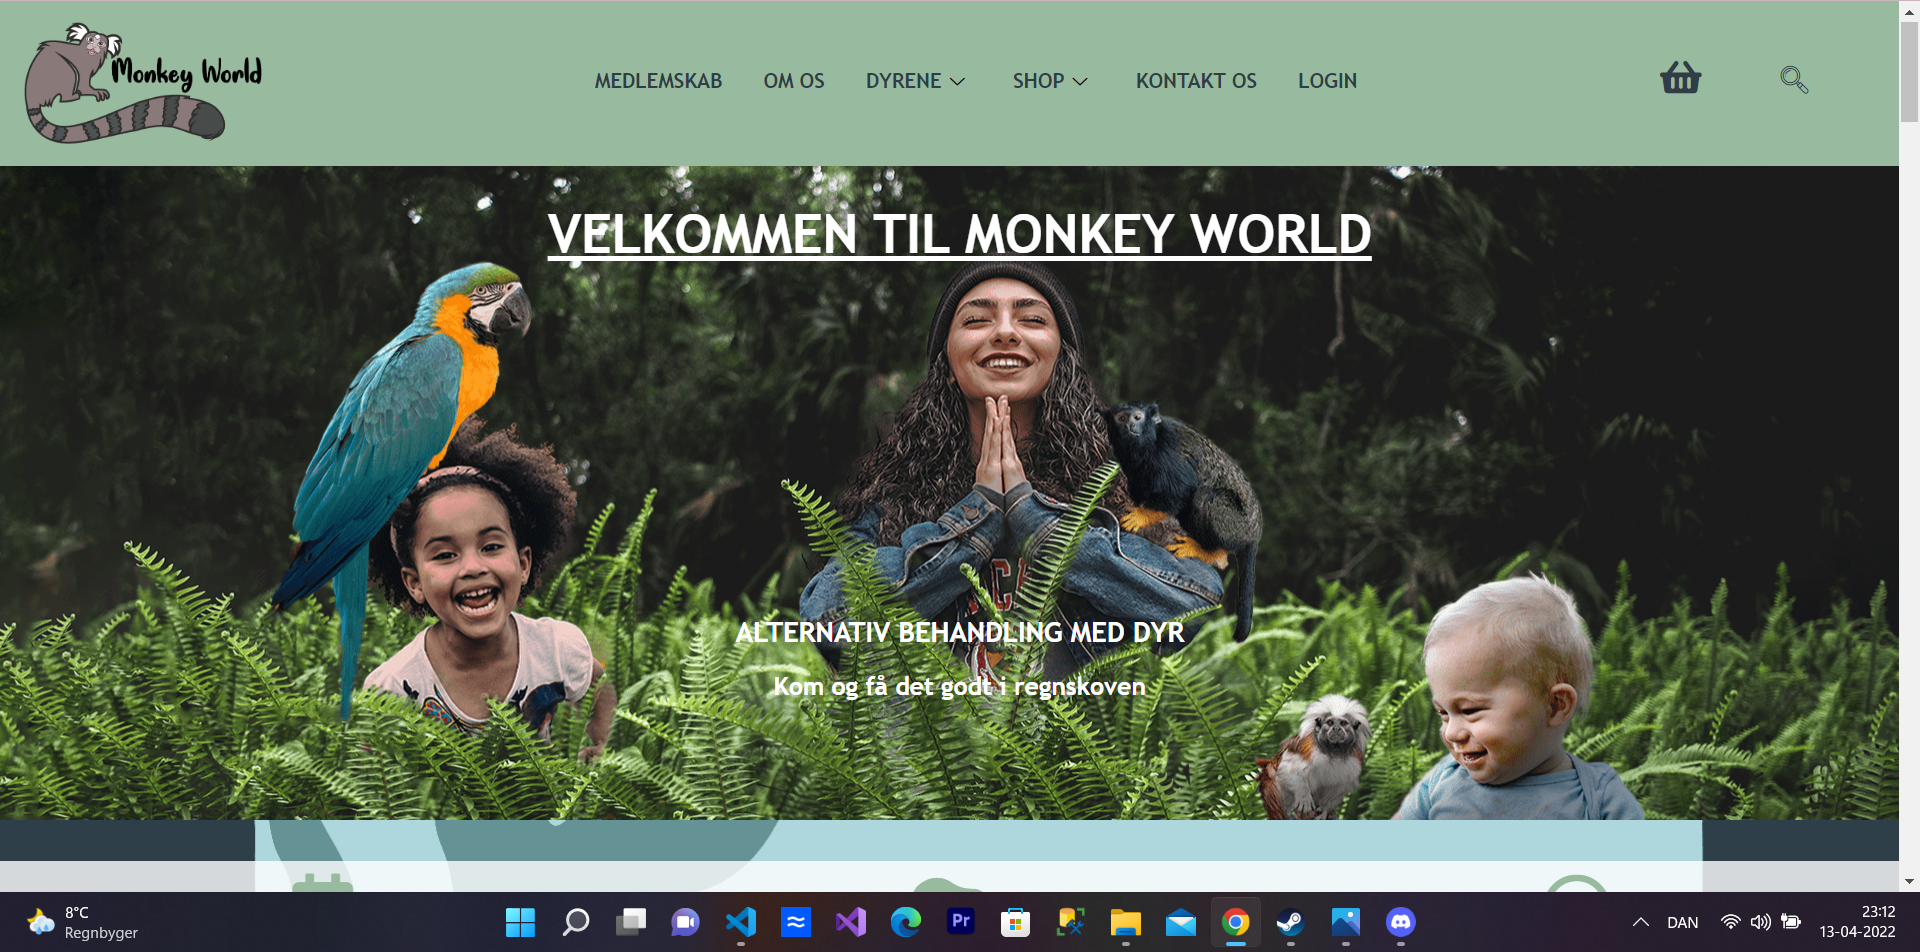 Monkey World
MEDLEMSKAB OM OS DYRENE SHOP KONTAKT OS LOGIN
VELKOMMEN TIL MONKEY WORLD
ALTERNATIV BEHANDLING MED DYR
Kom og få det godt i regnskoven
8°C
Regnbyger
Pr
DAN
23:12
13-04-2022